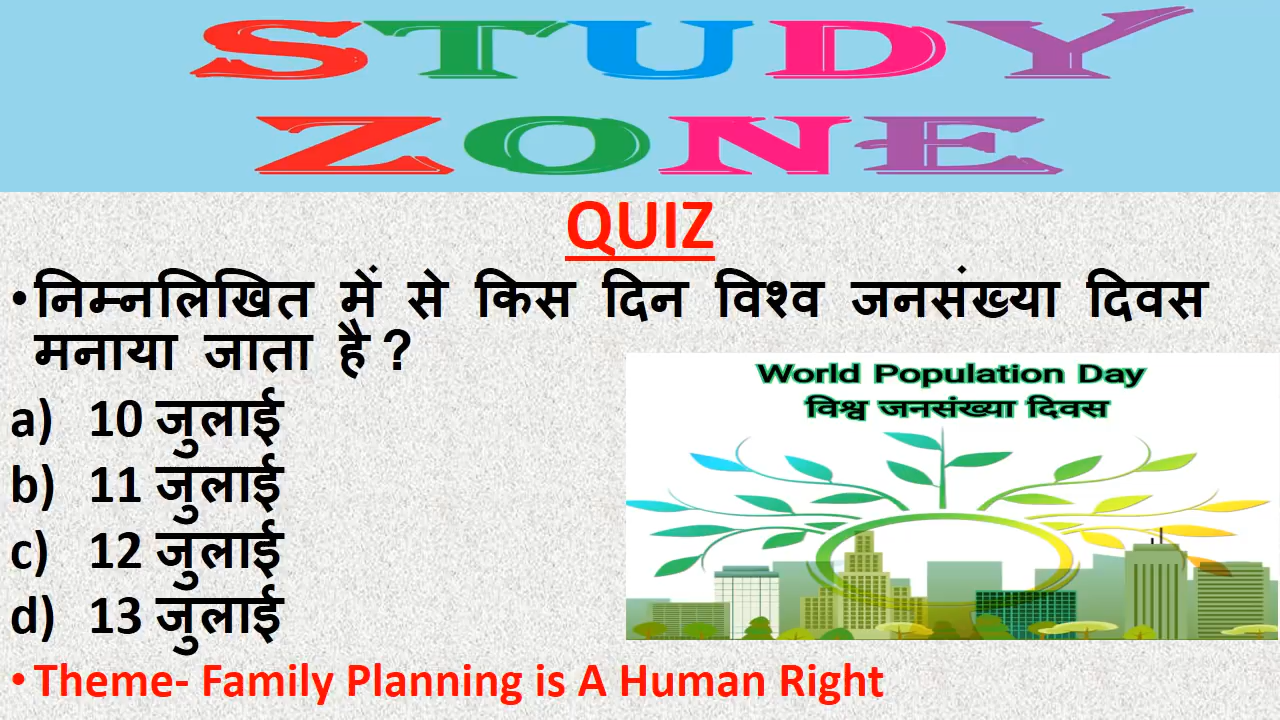 STUDY
ZONE
QUIZ
•निम्नलिखित में से किस दिन विश्व जनसंख्या दिवस
मनाया जाता है ?
World Population Day
विश्व जनसंख्या दिवस
a) 10 जुलाई
b) 11 जुलाई
c) 12 जुलाई
d) 13 जुलाई
•Theme- Family Planning is A Human Right